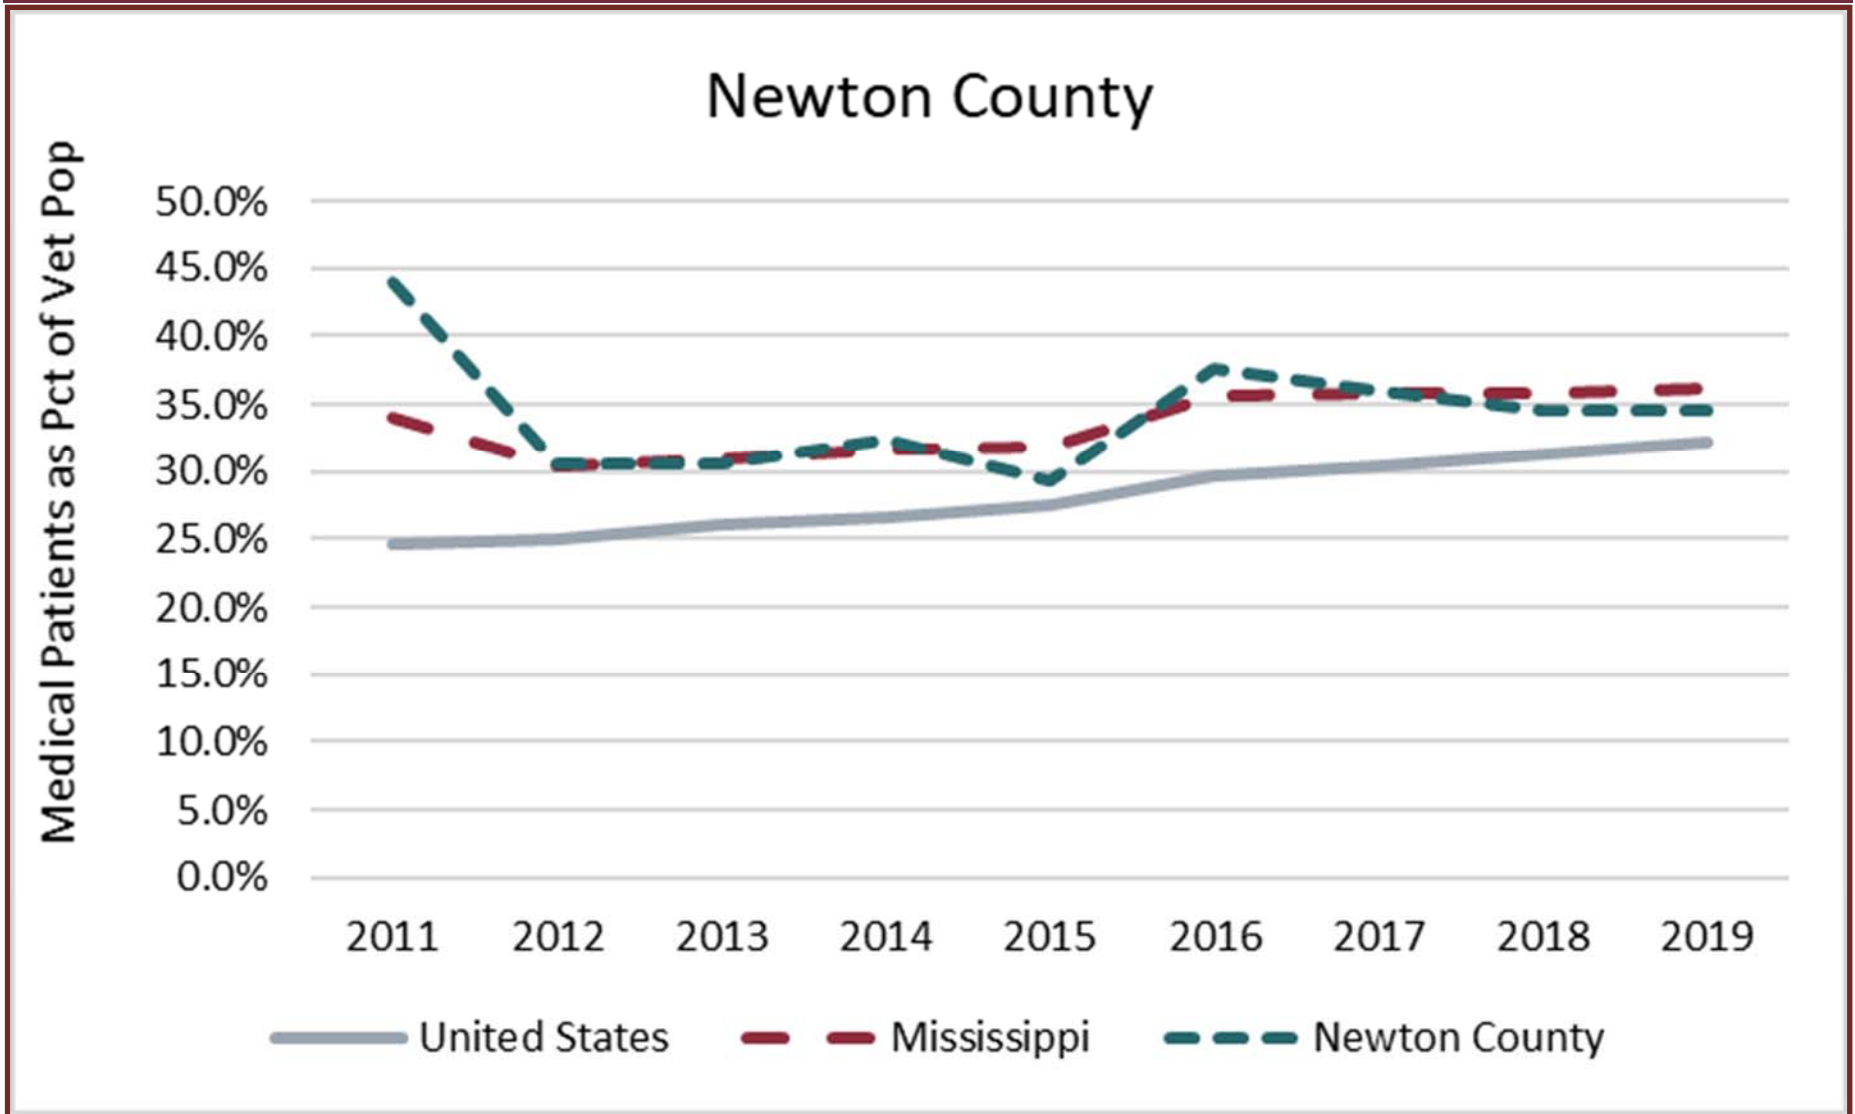 Newton County
Medical Patients as Pct of Vet Pop
50.0%
45.0%
40.0%
35.0%
30.0%
25.0%
20.0%
15.0%
10.0%
5.0%
0.0%
2011 2012 2013 2014 2015 2016 2017 2018 2019
United States Mississippi Newton County